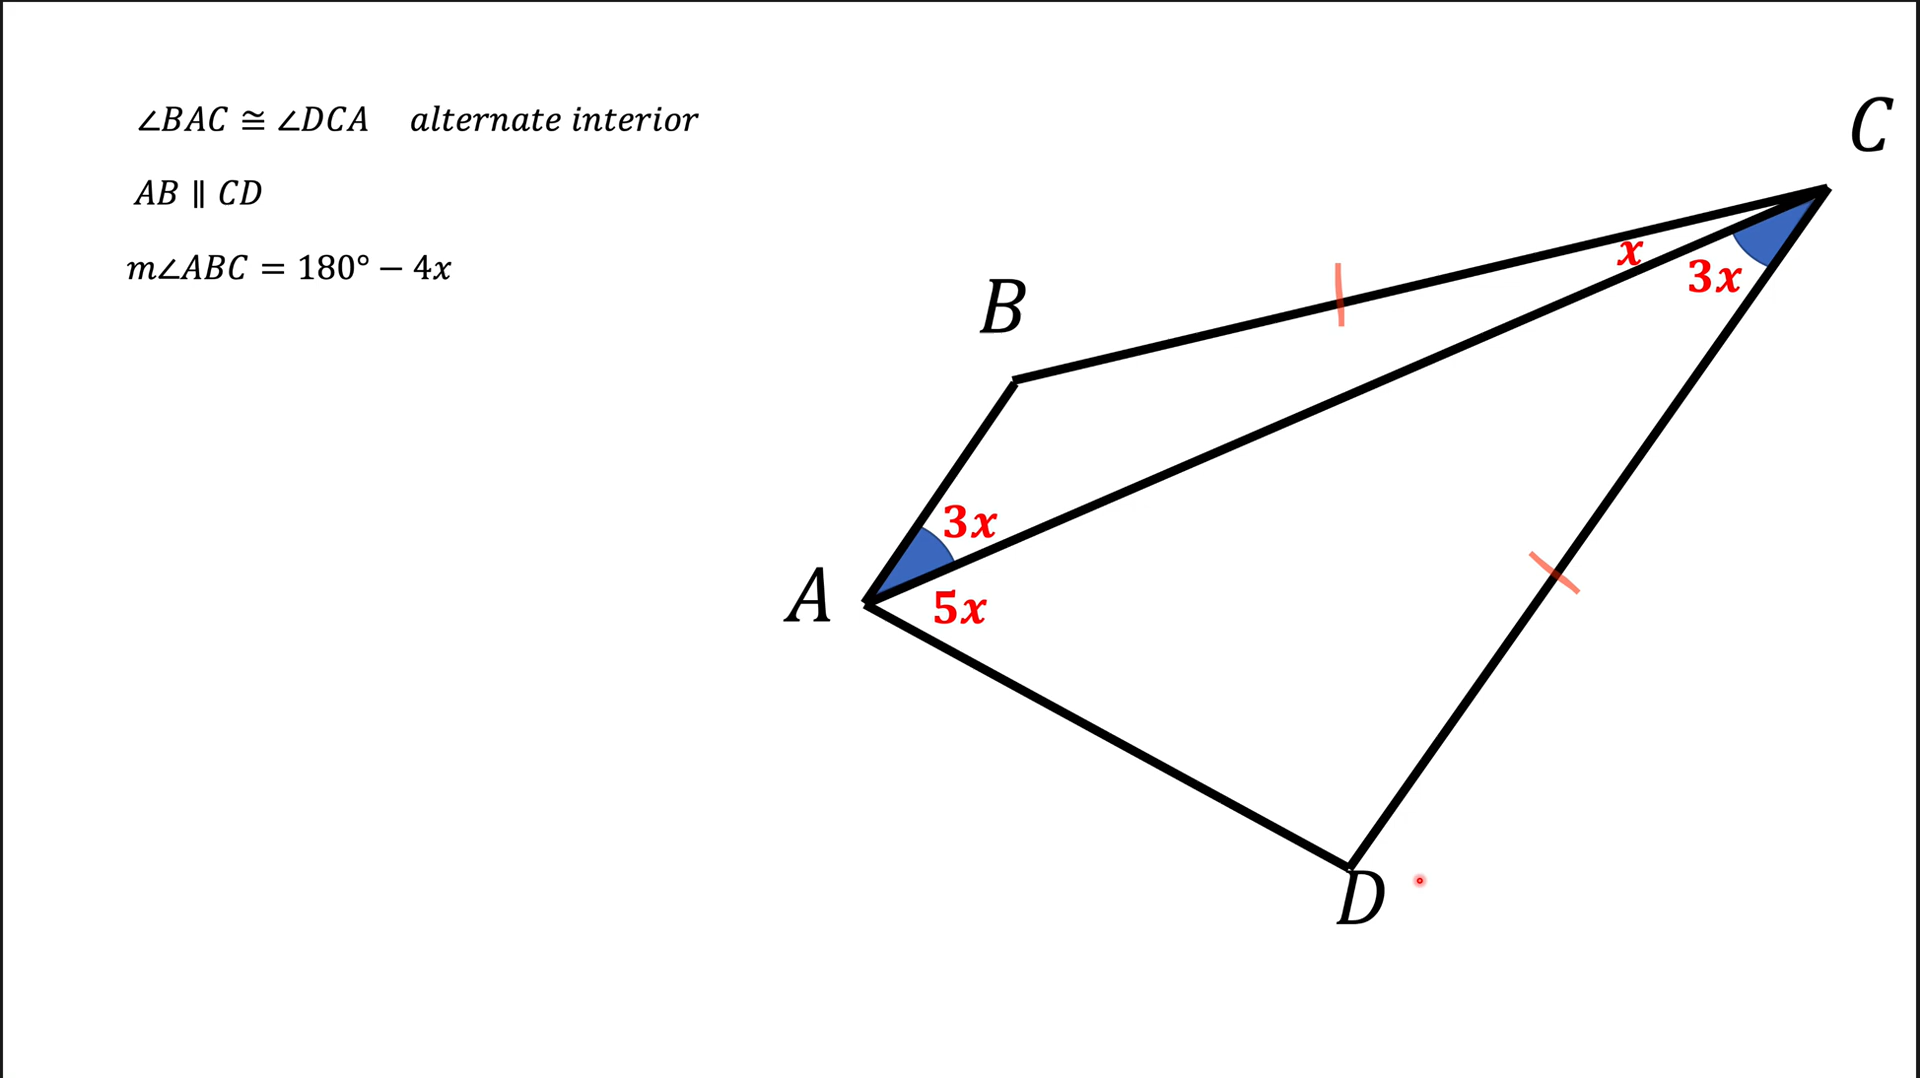 ∠BAC ≅ ∠DCA alternate interior
AB ∥ CD
m∠ABC = 180° − 4x
C
x
3x
B
3x
A
5x
D